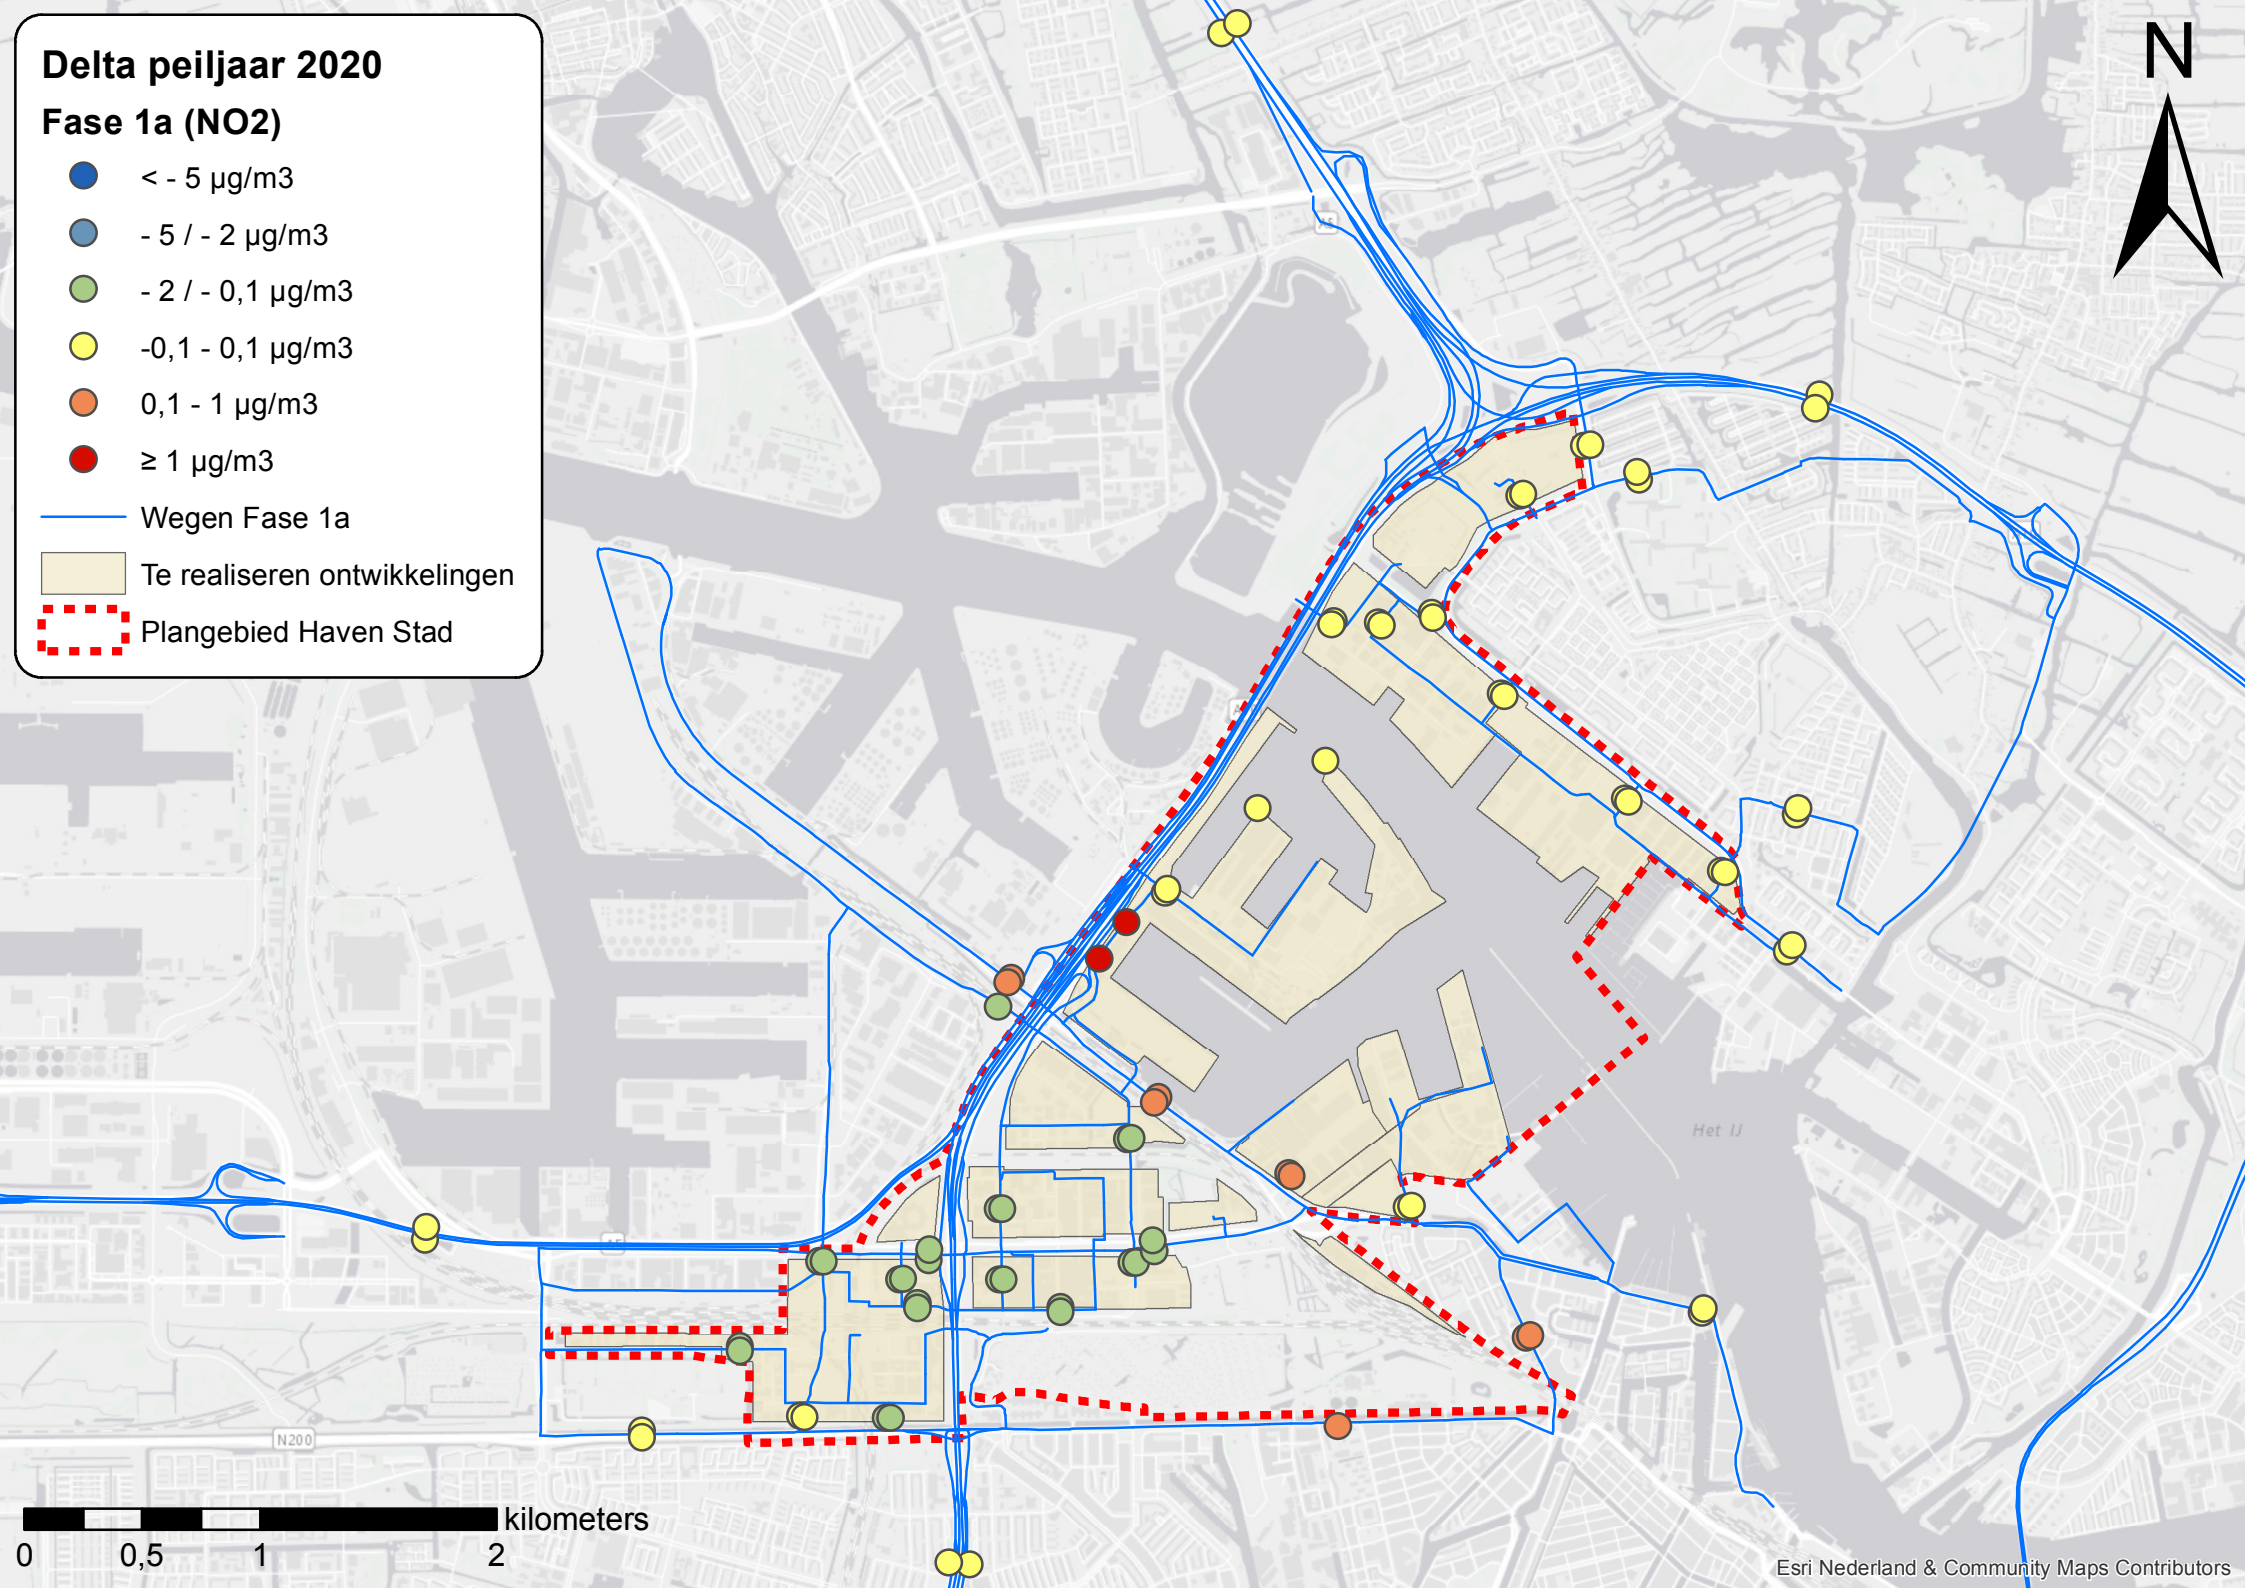 Delta peiljaar 2020
Fase 1a (NO2)
< - 5 µg/m3
- 5 / - 2 µg/m3
- 2 / - 0,1 µg/m3
-0,1 - 0,1 µg/m3
0,1 - 1 µg/m3
≥ 1 µg/m3
Wegen Fase 1a
Te realiseren ontwikkelingen
Plangebied Haven Stad
N
A5
Het IJ
A5
N200
kilometers
0 0,5 1 2
Esri Nederland & Community Maps Contributors